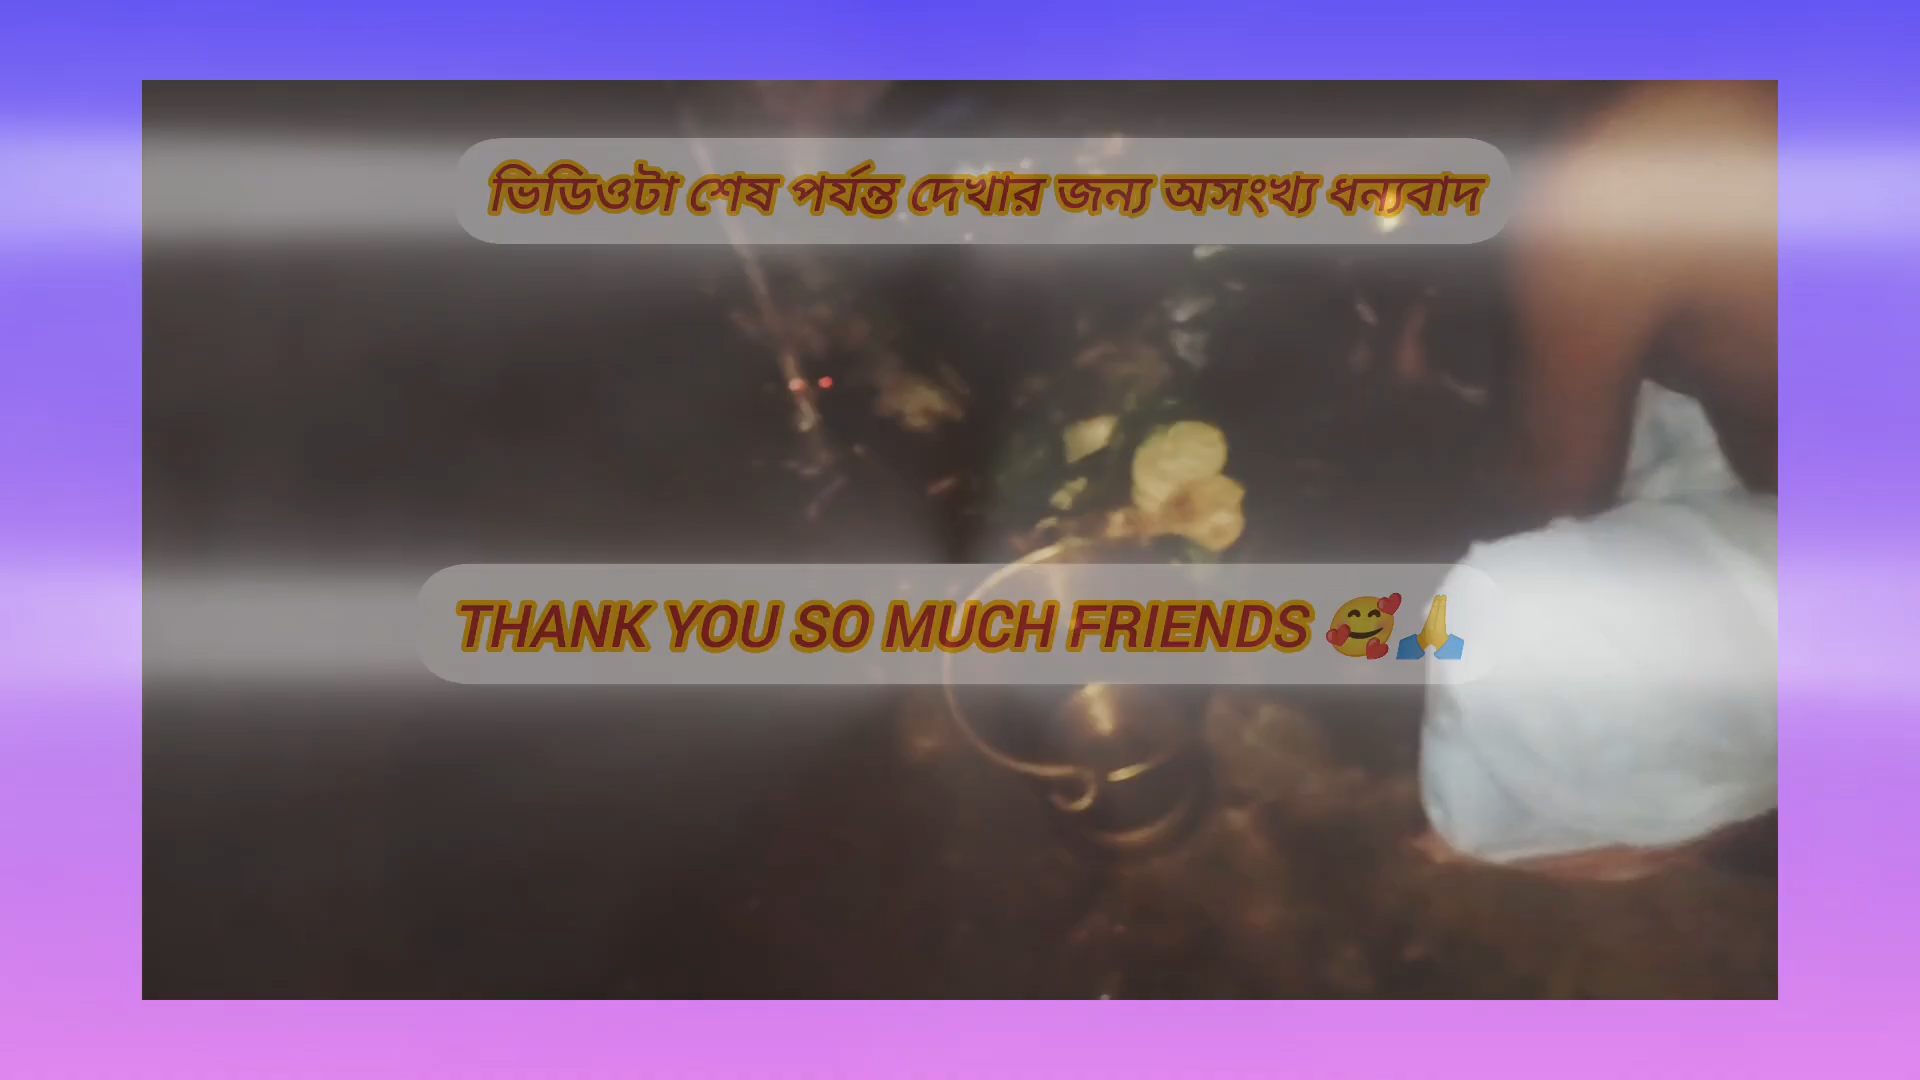 ভিডিওটা শেষ পর্যন্ত দেখার জন্য অসংখ্য ধন্যবাদ
THANK YOU SO MUCH FRIENDS 🥰🙏